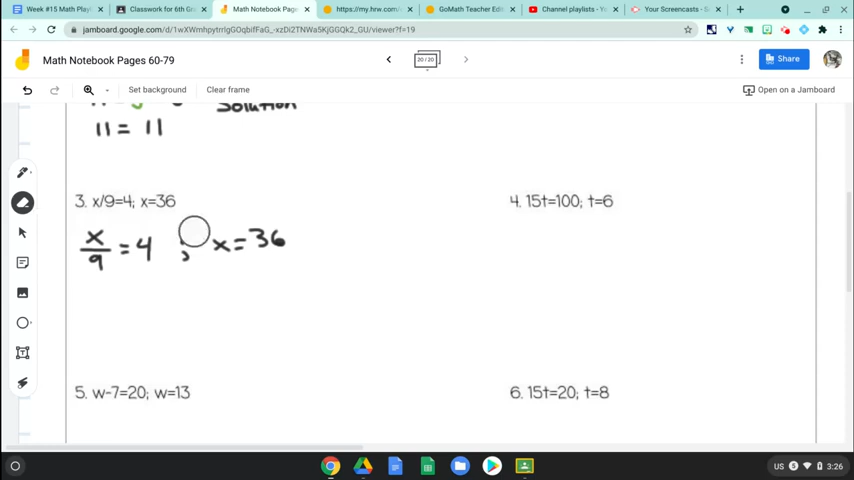 Week #15 Math Playl
Classwork for 6th Gr
Math Notebook Page
https://my.hrw.com/
GoMath Teacher Edi
Channel playlists - Y
Your Screencasts - S
jamboard.google.com/d/1wXWmhpytrrlgGOqbifFaG_-xzDi2TNWa5KjGGQk2_GU/viewer?f=19
Math Notebook Pages 60-79
20 / 20
Share
Set background
Clear frame
Open on a Jamboard
Solution
11 = 11
3. x/9=4; x=36
4. 15t=100; t=6
x/9 = 4 ; x = 36
5. w-7=20; w=13
6. 15t=20; t=8
US
3:26